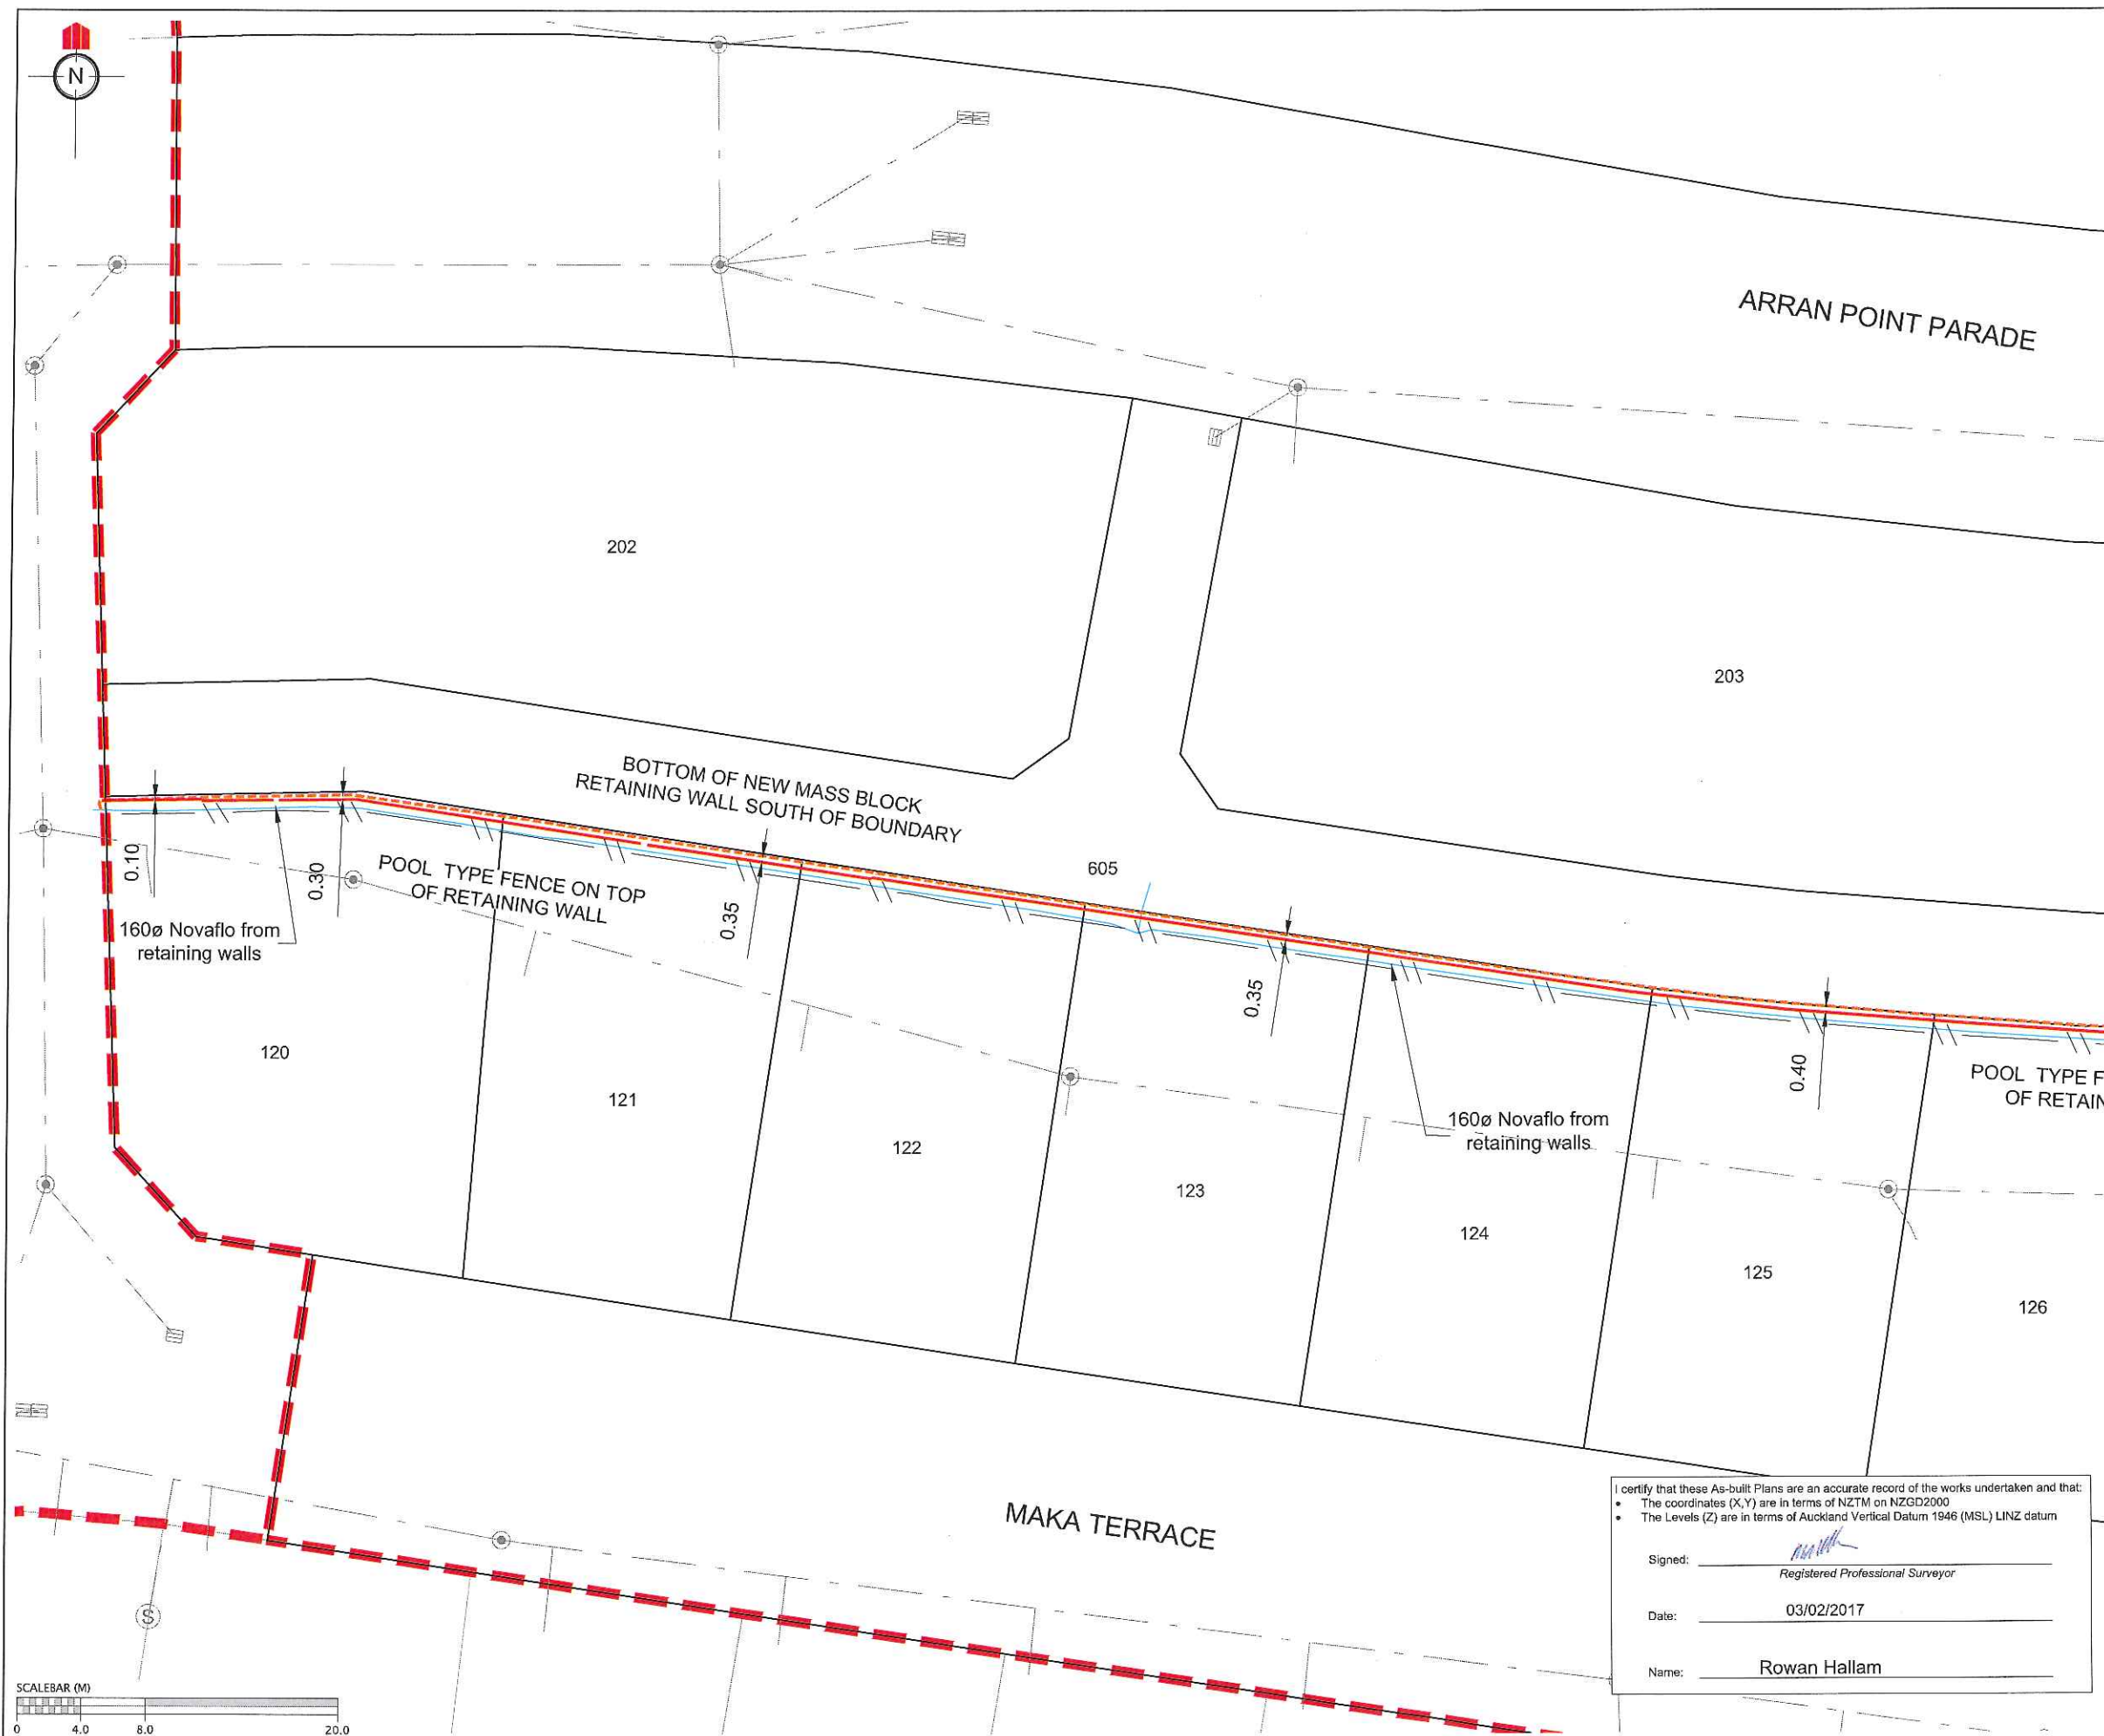 N
ARRAN POINT PARADE
202
203
BOTTOM OF NEW MASS BLOCK
RETAINING WALL SOUTH OF BOUNDARY
605
0.10
0.30
POOL TYPE FENCE ON TOP
OF RETAINING WALL
0.35
160ø Novaflo from
retaining walls
0.35
0.40
POOL TYPE F
OF RETAIN
120
121
122
123
160ø Novaflo from
retaining walls
124
125
126
MAKA TERRACE
S
I certify that these As-built Plans are an accurate record of the works undertaken and that:
• The coordinates (X,Y) are in terms of NZTM on NZGD2000
• The Levels (Z) are in terms of Auckland Vertical Datum 1946 (MSL) LINZ datum
Signed:
Registered Professional Surveyor
Date: 03/02/2017
Name: Rowan Hallam
SCALEBAR (M)
0 4.0 8.0 20.0